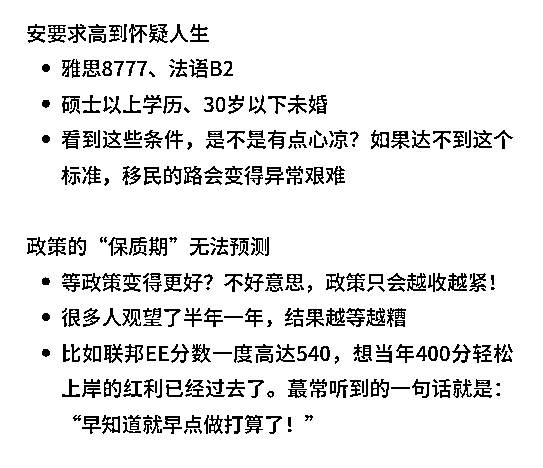 安要求高到怀疑人生
• 雅思8777、法语B2
• 硕士以上学历、30岁以下未婚
• 看到这些条件，是不是有点心凉？如果达不到这个
标准，移民的路会变得异常艰难
政策的“保质期”无法预测
• 等政策变得更好？不好意思，政策只会越收越紧！
• 很多人观望了半年一年，结果越等越糟
• 比如联邦EE分数一度高达540，想当年400分轻松
上岸的红利已经过去了。蕞常听到的一句话就是：
“早知道就早点做打算了！”